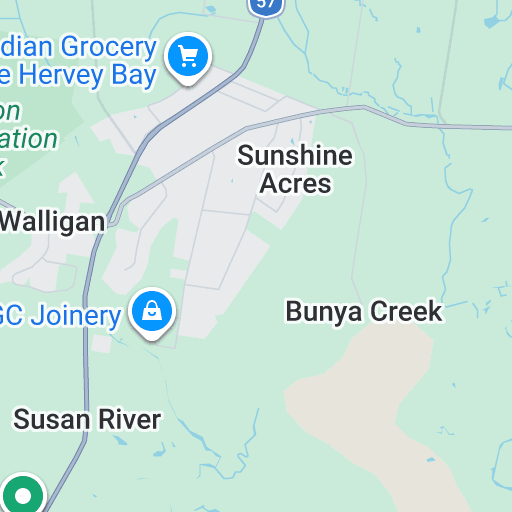 57
dian Grocery
e Hervey Bay
on
ation
k
Sunshine
Acres
Walligan
GC Joinery
Bunya Creek
Susan River